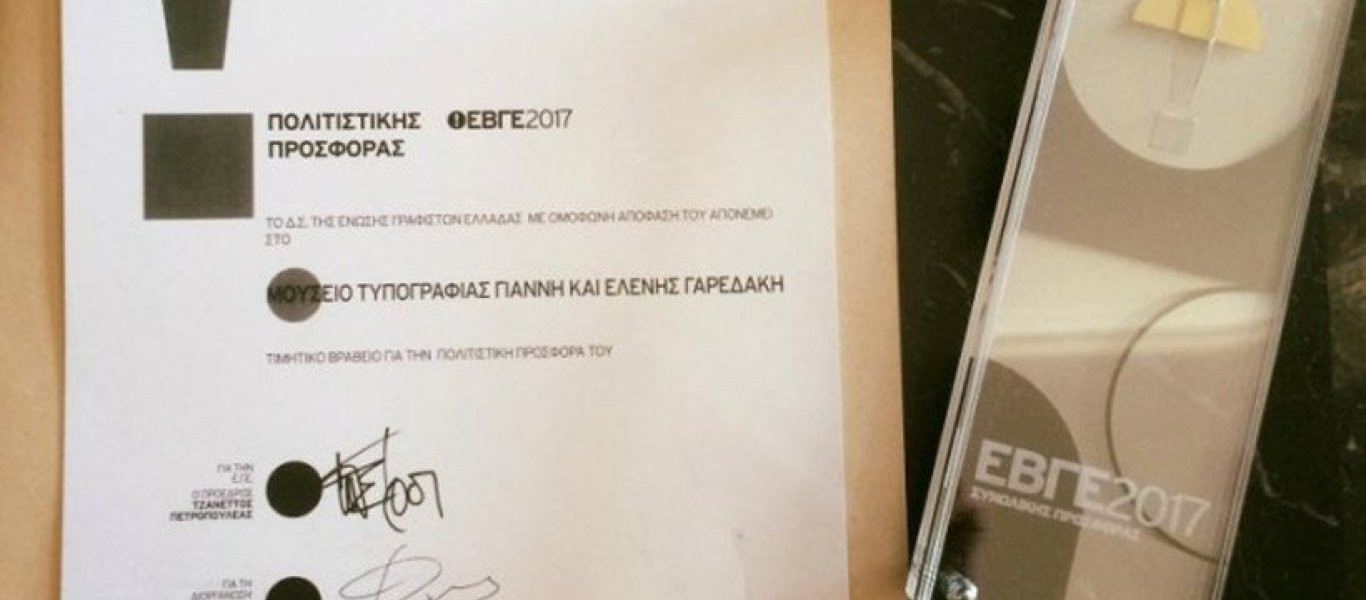 ΠΟΛΙΤΙΣΤΙΚΗΣ ΕΒΓΕ2017
ΠΡΟΣΦΟΡΑΣ
ΤΟ Δ.Σ. ΤΗΣ ΕΝΩΣΗΣ ΓΡΑΦΙΣΤΩΝ ΕΛΛΑΔΑΣ ΜΕ ΟΜΟΦΩΝΗ ΑΠΟΦΑΣΗ ΤΟΥ ΑΠΟΝΕΜΕΙ
ΣΤΟ
ΜΟΥΣΕΙΟ ΤΥΠΟΓΡΑΦΙΑΣ ΓΙΑΝΝΗ ΚΑΙ ΕΛΕΝΗΣ ΓΑΡΕΔΑΚΗ
ΤΙΜΗΤΙΚΟ ΒΡΑΒΕΙΟ ΓΙΑ ΤΗΝ ΠΟΛΙΤΙΣΤΙΚΗ ΠΡΟΣΦΟΡΑ ΤΟΥ
ΓΙΑ ΤΗΝ
Ε.Γ.Ε.
Ο ΠΡΟΕΔΡΟΣ
ΤΖΑΝΕΤΤΟΣ
ΠΕΤΡΟΠΟΥΛΕΑΣ
ΓΙΑ ΤΗ
ΔΙΟΡΓΑΝΩΣΗ
ΕΒΓΕ2017
ΣΥΝΟΛΙΚΗΣ ΠΡΟΣΦΟΡΑΣ